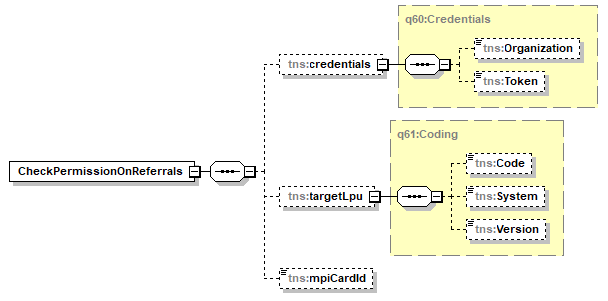 q60:Credentials
tns:Organization
tns:credentials
tns:Token
q61:Coding
tns:Code
CheckPermissionOnReferrals
tns:targetLpu
tns:System
tns:Version
tns:mpiCardId